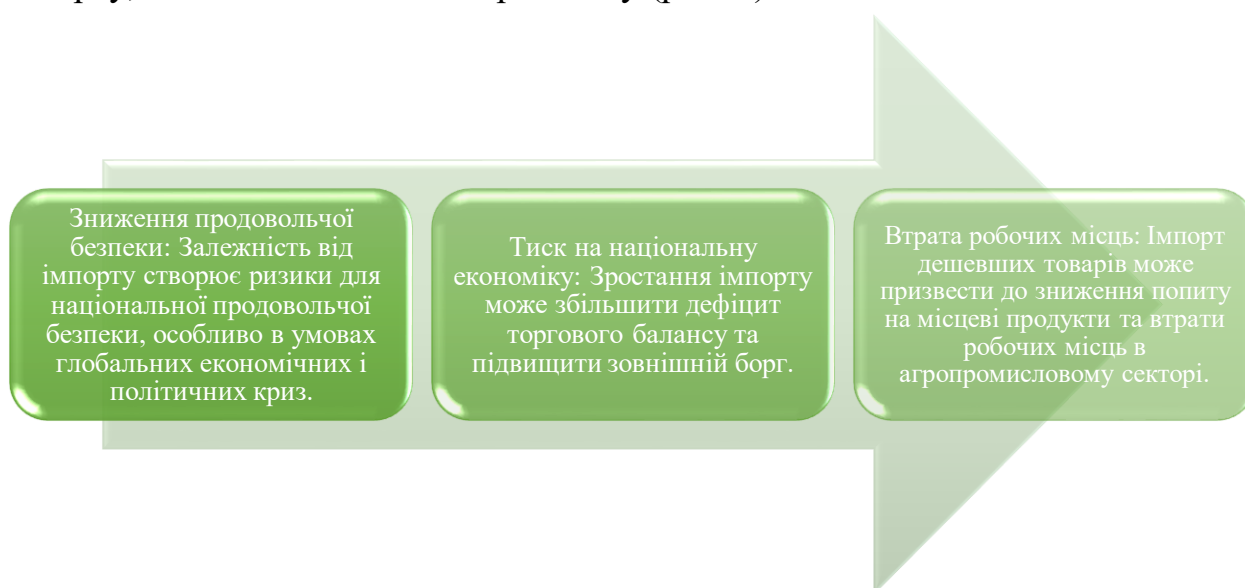 Зниження продовольчої
безпеки: Залежність від
імпорту створює ризики для
національної продовольчої
безпеки, особливо в умовах
глобальних економічних і
політичних криз.
Тиск на національну
економіку: Зростання імпорту
може збільшити дефіцит
торгового балансу та
підвищити зовнішній борг.
Втрата робочих місць: Імпорт
дешевших товарів може
призвести до зниження попиту
на місцеві продукти та втрати
робочих місць в
агропромисловому секторі.